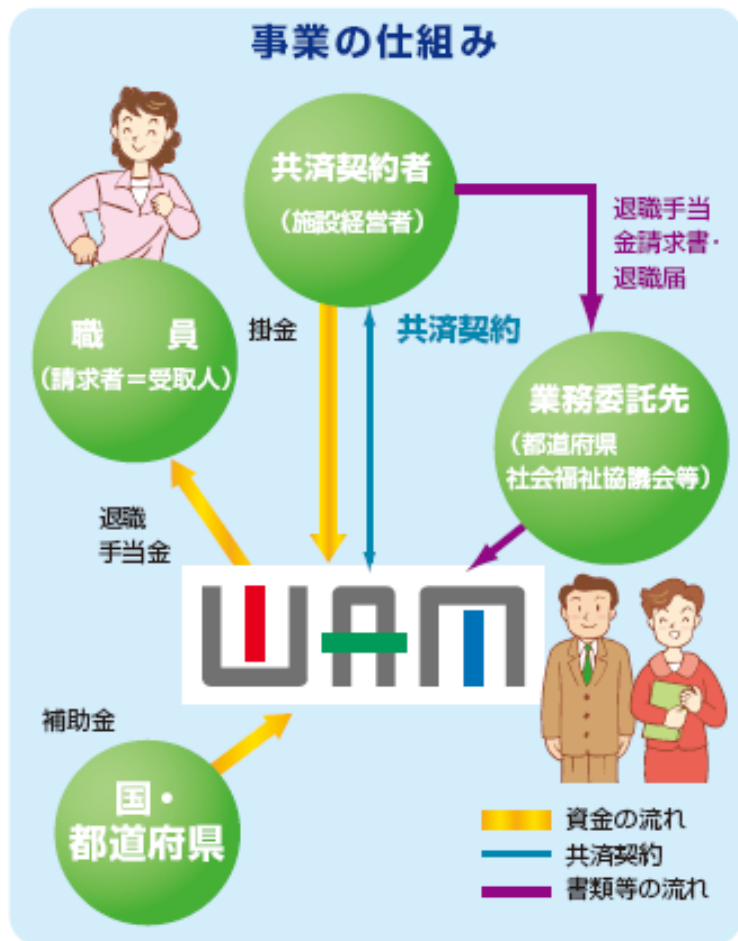 事業の仕組み
共済契約者
（施設経営者）
退職手当
金請求書・
退職届
職 員
（請求者＝受取人）
掛金
共済契約
業務委託先
（都道府県
社会福祉協議会等）
退職
手当金
WAM
補助金
国・
都道府県
資金の流れ
共済契約
書類等の流れ